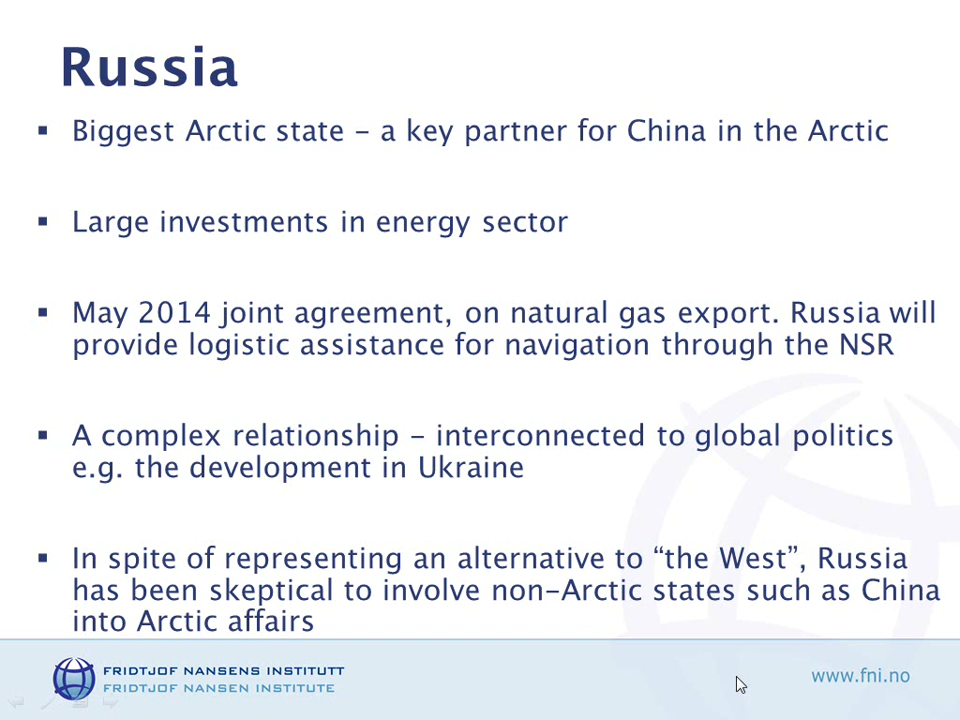 Russia
▪ Biggest Arctic state – a key partner for China in the Arctic
▪ Large investments in energy sector
▪ May 2014 joint agreement, on natural gas export. Russia will
provide logistic assistance for navigation through the NSR
▪ A complex relationship – interconnected to global politics
e.g. the development in Ukraine
▪ In spite of representing an alternative to “the West”, Russia
has been skeptical to involve non-Arctic states such as China
into Arctic affairs
FRIDTJOF NANSENS INSTITUTT
FRIDTJOF NANSEN INSTITUTE
www.fni.no